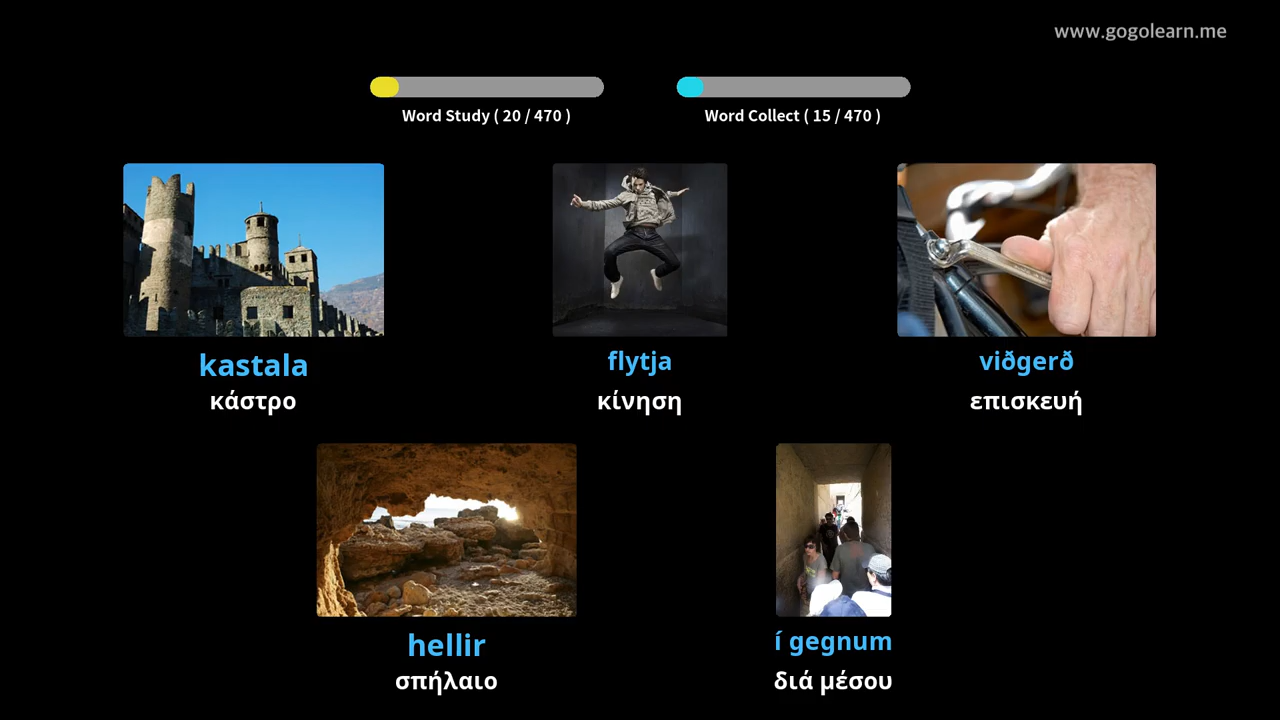 www.gogolearn.me
Word Study ( 20 / 470 )
Word Collect ( 15 / 470 )
kastala
κάστρο
flytja
κίνηση
viðgerð
επισκευή
hellir
σπήλαιο
í gegnum
διά μέσου